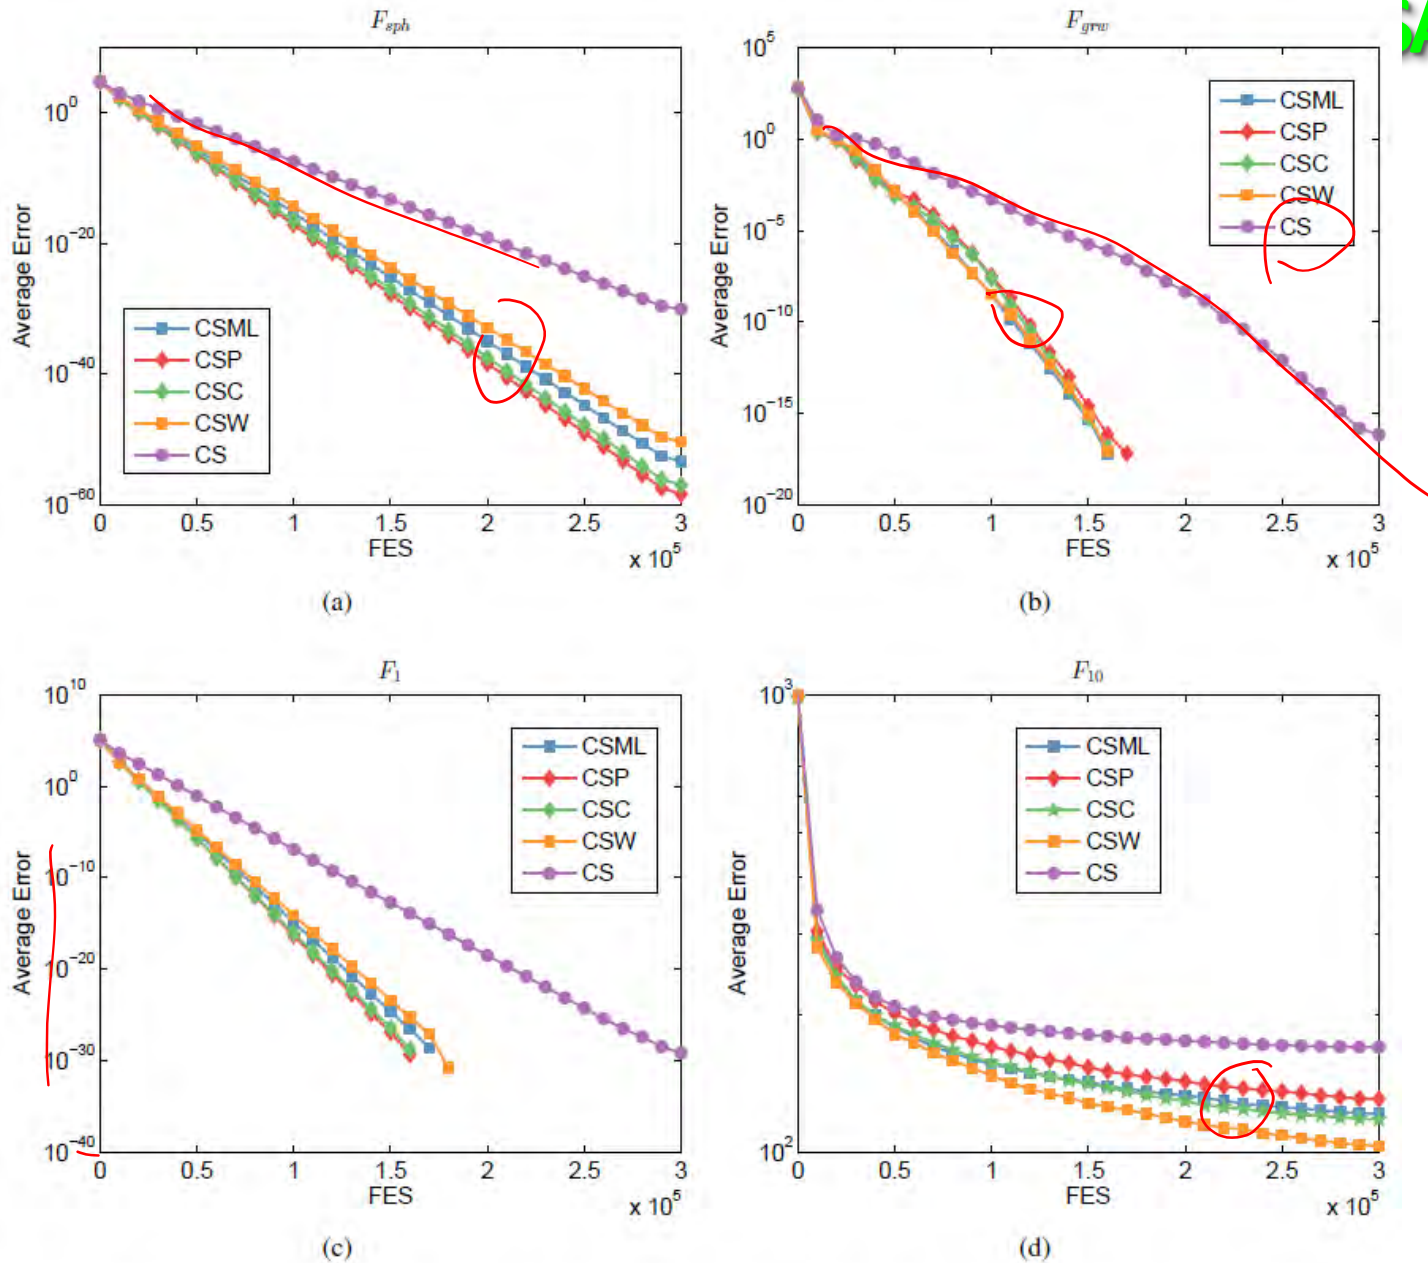 F_sph
10^0
10^-20
10^-40
10^-60
Average Error
CSML
CSP
CSC
CSW
CS
0 0.5 1 1.5 2 2.5 3
FES
x 10^5
(a)
F_grw
10^5
10^0
10^-5
10^-10
10^-15
10^-20
Average Error
CSML
CSP
CSC
CSW
CS
0 0.5 1 1.5 2 2.5 3
FES
x 10^5
(b)
F_1
10^10
10^0
10^-10
10^-20
10^-30
10^-40
Average Error
CSML
CSP
CSC
CSW
CS
0 0.5 1 1.5 2 2.5 3
FES
x 10^5
(c)
F_10
10^3
10^2
Average Error
CSML
CSP
CSC
CSW
CS
0 0.5 1 1.5 2 2.5 3
FES
x 10^5
(d)